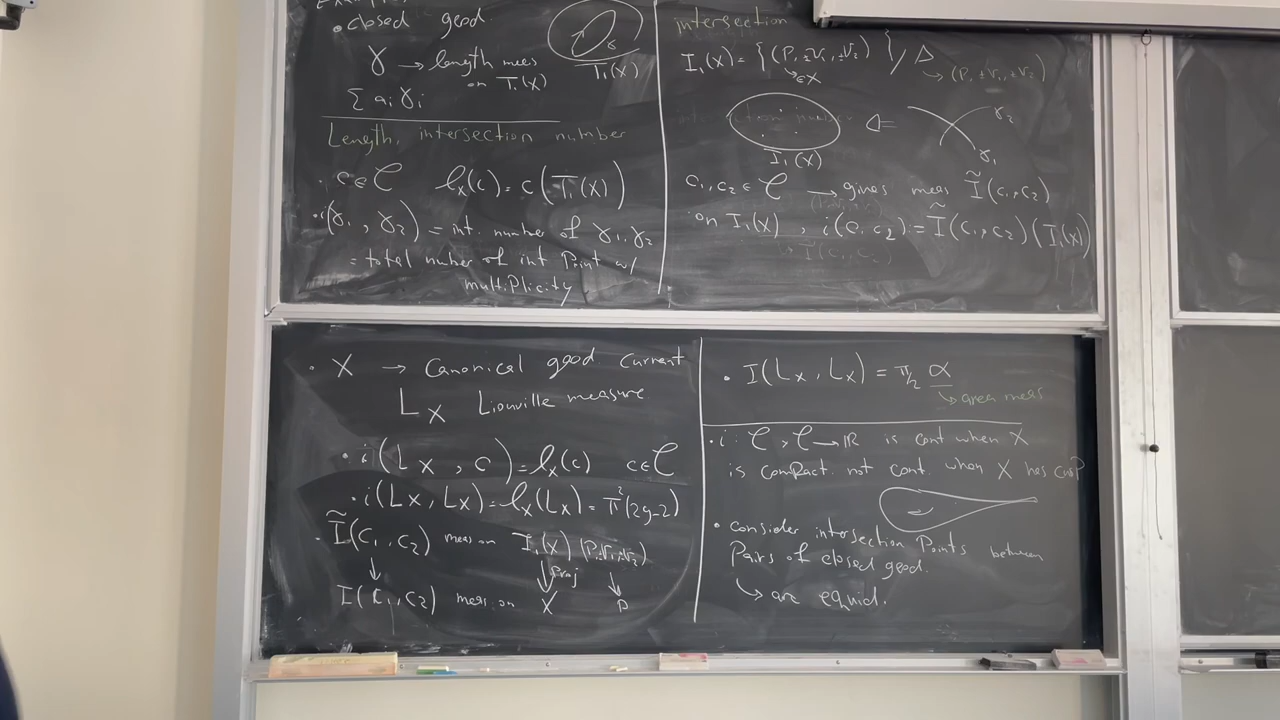 Examples
• closed geod.
γ → length meas
on T₁(X)
T₁(X)
Σ aᵢ γᵢ
Length, intersection number
• c ∈ C ℓ_X(c) = c(T₁(X))
• i(γ₁, γ₂) = int. number of γ₁, γ₂
= total number of int Point w/
multiplicity
intersection
I₁(X) = {(P, ±V₁, ±V₂)} / Δ
∈X → (P, ±V₁, ±V₂)
I₁(X)
γ₂
γ₁
c₁, c₂ ∈ C → gives meas Ĩ(c₁, c₂)
on I₁(X), i(c₁, c₂) = Ĩ(c₁, c₂)(I₁(X))
• X → Canonical geod current
L_X Liouville measure
• i(L_X, c) = ℓ_X(c) c ∈ C
• i(L_X, L_X) = ℓ_X(L_X) = π²(2g-2)
• Ĩ(c₁, c₂) meas on I₁(X) (P, ±V₁, ±V₂)
↓ ⇓ Proj ↓
I(c₁, c₂) meas. on X P
• I(L_X, L_X) = π/2 α
↳ area meas
• i : C × C → ℝ is cont when X
is compact. not cont. when X has cusp
• consider intersection Points between
Pairs of closed geod.
↳ are equid.